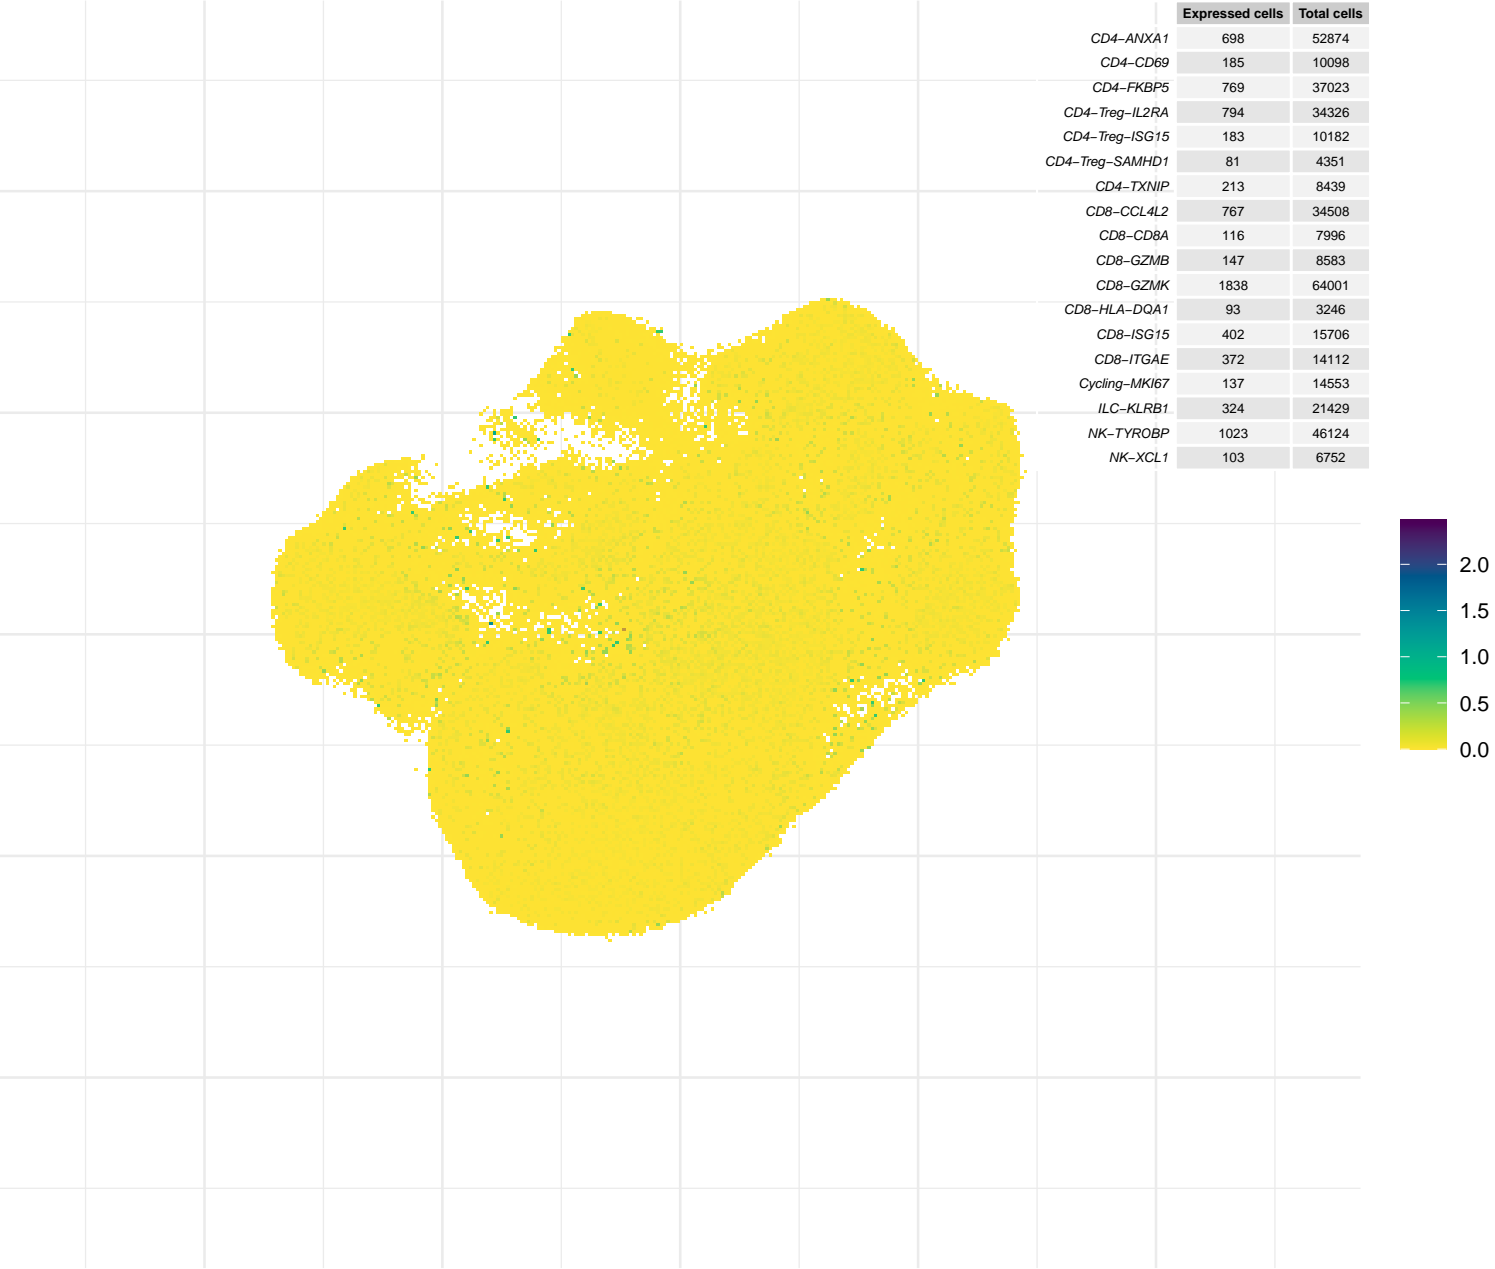 Expressed cells Total cells
CD4−ANXA1 698 52874
CD4−CD69 185 10098
CD4−FKBP5 769 37023
CD4−Treg−IL2RA 794 34326
CD4−Treg−ISG15 183 10182
CD4−Treg−SAMHD1 81 4351
CD4−TXNIP 213 8439
CD8−CCL4L2 767 34508
CD8−CD8A 116 7996
CD8−GZMB 147 8583
CD8−GZMK 1838 64001
CD8−HLA−DQA1 93 3246
CD8−ISG15 402 15706
CD8−ITGAE 372 14112
Cycling−MKI67 137 14553
ILC−KLRB1 324 21429
NK−TYROBP 1023 46124
NK−XCL1 103 6752
2.0
1.5
1.0
0.5
0.0